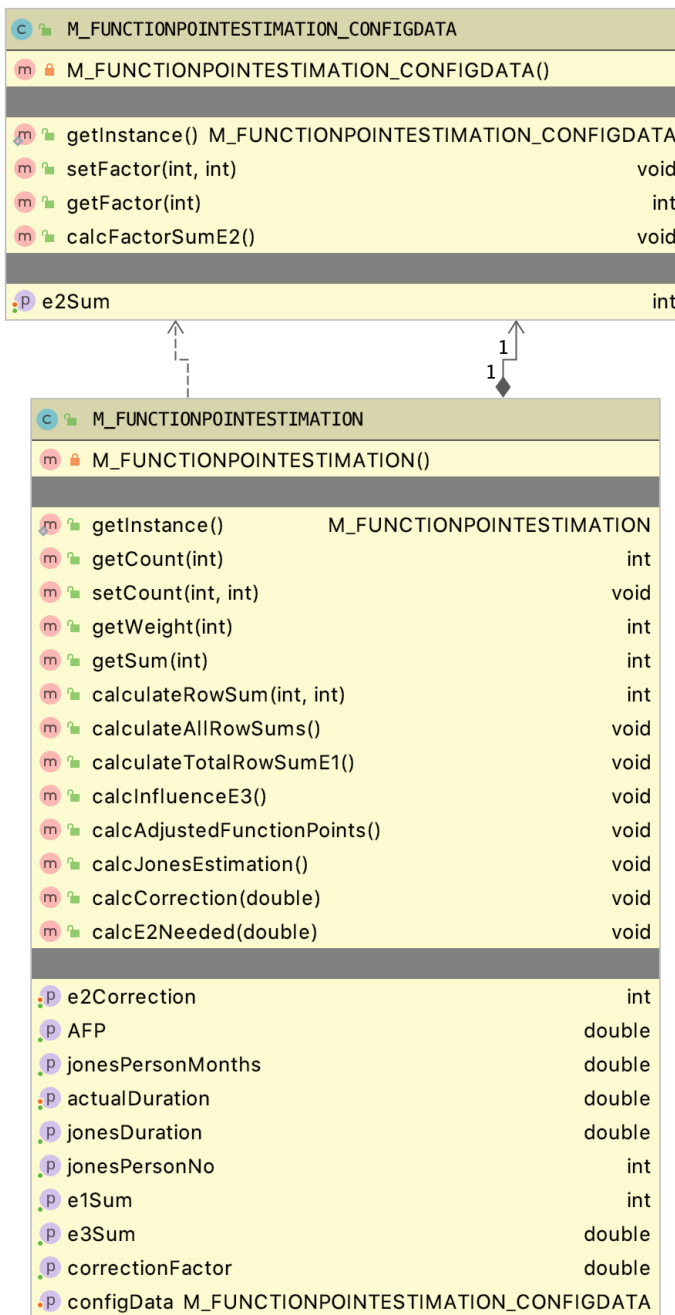 C M_FUNCTIONPOINTESTIMATION_CONFIGDATA
m M_FUNCTIONPOINTESTIMATION_CONFIGDATA()
m getInstance() M_FUNCTIONPOINTESTIMATION_CONFIGDATA
m setFactor(int, int) void
m getFactor(int) int
m calcFactorSumE2() void
p e2Sum int
1
1
C M_FUNCTIONPOINTESTIMATION
m M_FUNCTIONPOINTESTIMATION()
m getInstance() M_FUNCTIONPOINTESTIMATION
m getCount(int) int
m setCount(int, int) void
m getWeight(int) int
m getSum(int) int
m calculateRowSum(int, int) int
m calculateAllRowSums() void
m calculateTotalRowSumE1() void
m calcInfluenceE3() void
m calcAdjustedFunctionPoints() void
m calcJonesEstimation() void
m calcCorrection(double) void
m calcE2Needed(double) void
p e2Correction int
p AFP double
p jonesPersonMonths double
p actualDuration double
p jonesDuration double
p jonesPersonNo int
p e1Sum int
p e3Sum double
p correctionFactor double
p configData M_FUNCTIONPOINTESTIMATION_CONFIGDATA